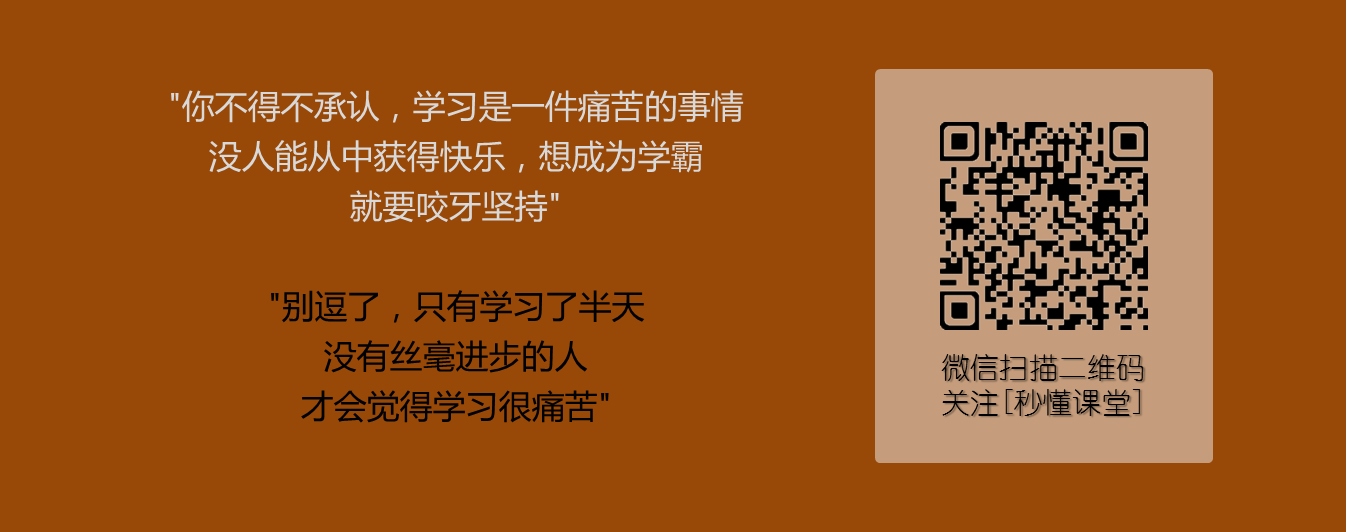 "你不得不承认，学习是一件痛苦的事情
没人能从中获得快乐，想成为学霸
就要咬牙坚持"
"别逗了，只有学习了半天
没有丝毫进步的人
才会觉得学习很痛苦"
微信扫描二维码
关注[秒懂课堂]